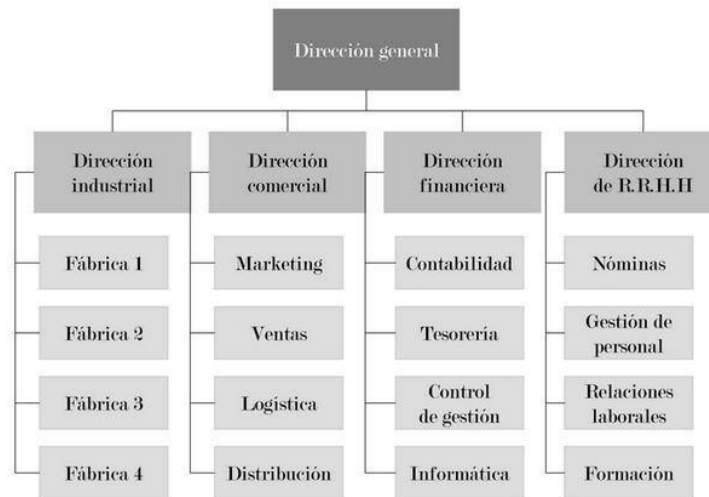 Dirección general
Dirección
industrial
Dirección
comercial
Dirección
financiera
Dirección
de R.R.H.H
Fábrica 1
Marketing
Contabilidad
Nóminas
Fábrica 2
Ventas
Tesorería
Gestión de
personal
Fábrica 3
Logística
Control
de gestión
Relaciones
laborales
Fábrica 4
Distribución
Informática
Formación